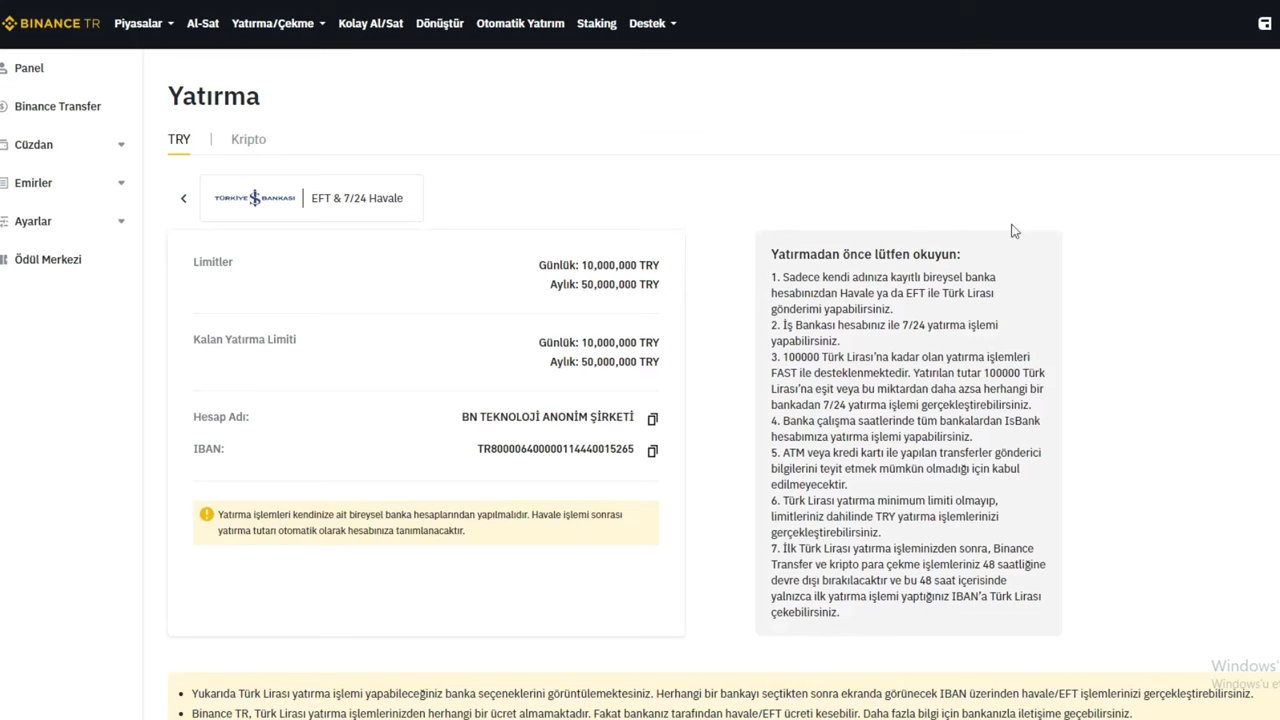 BINANCE TR Piyasalar Al-Sat Yatırma/Çekme Kolay Al/Sat Dönüştür Otomatik Yatırım Staking Destek
Panel
Binance Transfer
Cüzdan
Emirler
Ayarlar
Ödül Merkezi
Yatırma
TRY | Kripto
TÜRKİYE İŞ BANKASI EFT & 7/24 Havale
Limitler
Günlük: 10,000,000 TRY
Aylık: 50,000,000 TRY
Kalan Yatırma Limiti
Günlük: 10,000,000 TRY
Aylık: 50,000,000 TRY
Hesap Adı: BN TEKNOLOJİ ANONİM ŞİRKETİ
IBAN: TR800006400000114440015265
Yatırma işlemleri kendinize ait bireysel banka hesaplarından yapılmalıdır. Havale işlemi sonrası
yatırma tutarı otomatik olarak hesabınıza tanımlanacaktır.
Yatırmadan önce lütfen okuyun:
1. Sadece kendi adınıza kayıtlı bireysel banka
hesabınızdan Havale ya da EFT ile Türk Lirası
gönderimi yapabilirsiniz.
2. İş Bankası hesabınız ile 7/24 yatırma işlemi
yapabilirsiniz.
3. 100000 Türk Lirası'na kadar olan yatırma işlemleri
FAST ile desteklenmektedir. Yatırılan tutar 100000 Türk
Lirası'na eşit veya bu miktardan daha azsa herhangi bir
bankadan 7/24 yatırma işlemi gerçekleştirebilirsiniz.
4. Banka çalışma saatlerinde tüm bankalardan IsBank
hesabımıza yatırma işlemi yapabilirsiniz.
5. ATM veya kredi kartı ile yapılan transferler gönderici
bilgilerini teyit etmek mümkün olmadığı için kabul
edilmeyecektir.
6. Türk Lirası yatırma minimum limiti olmayıp,
limitleriniz dahilinde TRY yatırma işlemlerinizi
gerçekleştirebilirsiniz.
7. İlk Türk Lirası yatırma işleminizden sonra, Binance
Transfer ve kripto para çekme işlemleriniz 48 saatliğine
devre dışı bırakılacaktır ve bu 48 saat içerisinde
yalnızca ilk yatırma işlemi yaptığınız IBAN'a Türk Lirası
çekebilirsiniz.
Windows'
Windows'u et
• Yukarıda Türk Lirası yatırma işlemi yapabileceğiniz banka seçeneklerini görüntülemektesiniz. Herhangi bir bankayı seçtikten sonra ekranda görünecek IBAN üzerinden havale/EFT işlemlerinizi gerçekleştirebilirsiniz.
• Binance TR, Türk Lirası yatırma işlemlerinizden herhangi bir ücret almamaktadır. Fakat bankanız tarafından havale/EFT ücreti kesebilir. Daha fazla bilgi için bankanızla iletişime geçebilirsiniz.